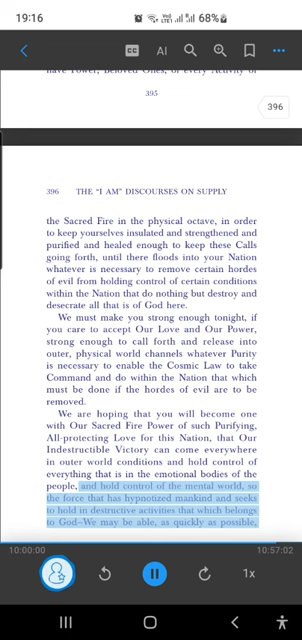 19:16 68%
CC AI
have Power, Beloved Ones, of every Activity of
395
396
396 THE "I AM" DISCOURSES ON SUPPLY
the Sacred Fire in the physical octave, in order
to keep yourselves insulated and strengthened and
purified and healed enough to keep these Calls
going forth, until there floods into your Nation
whatever is necessary to remove certain hordes
of evil from holding control of certain conditions
within the Nation that do nothing but destroy and
desecrate all that is of God here.
We must make you strong enough tonight, if
you care to accept Our Love and Our Power,
strong enough to call forth and release into
outer, physical world channels whatever Purity
is necessary to enable the Cosmic Law to take
Command and do within the Nation that which
must be done if the hordes of evil are to be
removed.
We are hoping that you will become one
with Our Sacred Fire Power of such Purifying,
All-protecting Love for this Nation, that Our
Indestructible Victory can come everywhere
in outer world conditions and hold control of
everything that is in the emotional bodies of the
people, and hold control of the mental world, so
the force that has hypnotized mankind and seeks
to hold in destructive activities that which belongs
to God–We may be able, as quickly as possible,
10:00:00 10:57:02
1x